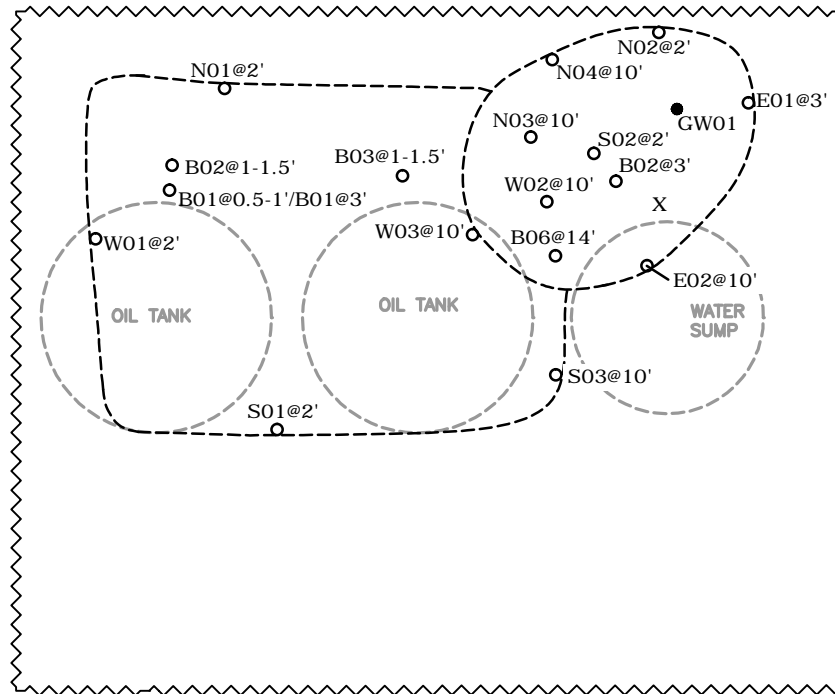 N02@2'
N01@2'
N04@10'
E01@3'
GW01
N03@10'
S02@2'
B03@1-1.5'
B02@1-1.5'
B02@3'
B01@0.5-1'/B01@3'
W02@10'
X
W03@10'
W01@2'
B06@14'
E02@10'
OIL TANK
OIL TANK
WATER
SUMP
S03@10'
S01@2'